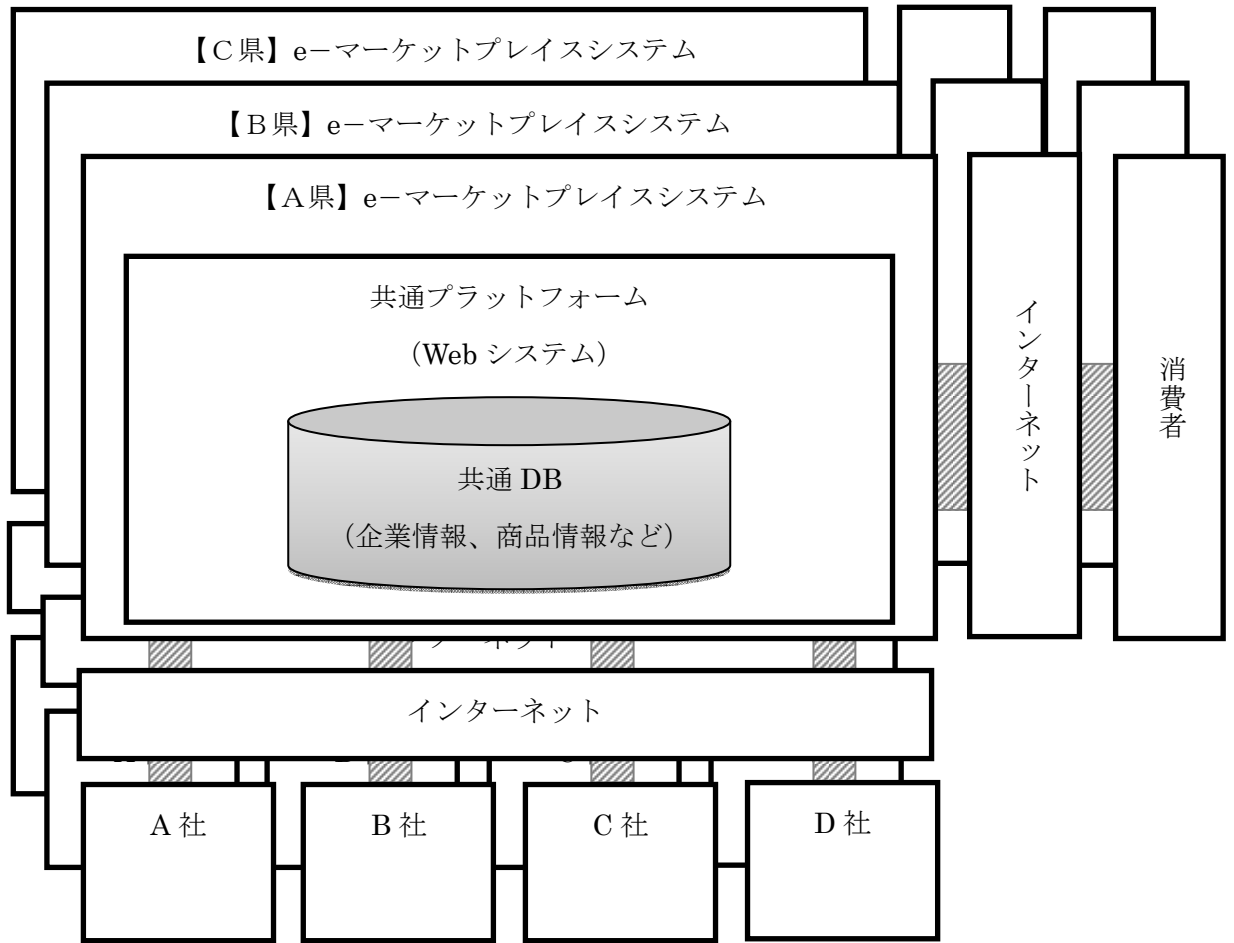 【Ｃ県】e－マーケットプレイスシステム
【Ｂ県】e－マーケットプレイスシステム
【Ａ県】e－マーケットプレイスシステム
共通プラットフォーム
（Web システム）
共通 DB
（企業情報、商品情報など）
インターネット
消費者
インターネット
A 社
B 社
C 社
D 社